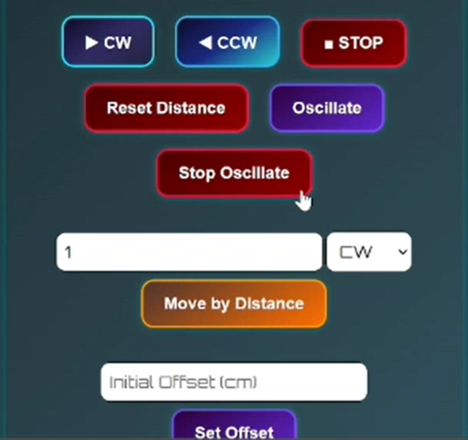 ▶ CW ◀ CCW ■ STOP
Reset Distance Oscillate
Stop Oscillate
1 CW
Move by Distance
Initial Offset (cm)
Set Offset